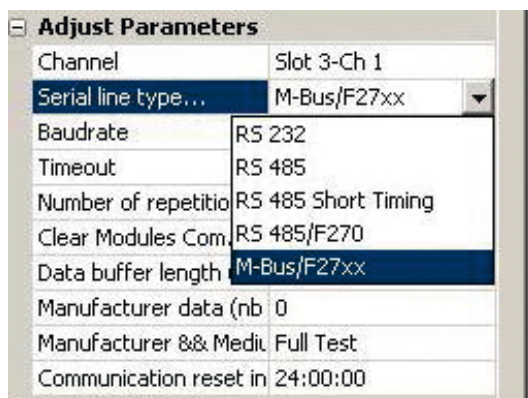 Adjust Parameters
Channel Slot 3-Ch 1
Serial line type... M-Bus/F27xx
Baudrate RS 232
Timeout RS 485
Number of repetitio RS 485 Short Timing
Clear Modules Com. RS 485/F270
Data buffer length M-Bus/F27xx
Manufacturer data (nb 0
Manufacturer && Mediu Full Test
Communication reset in 24:00:00